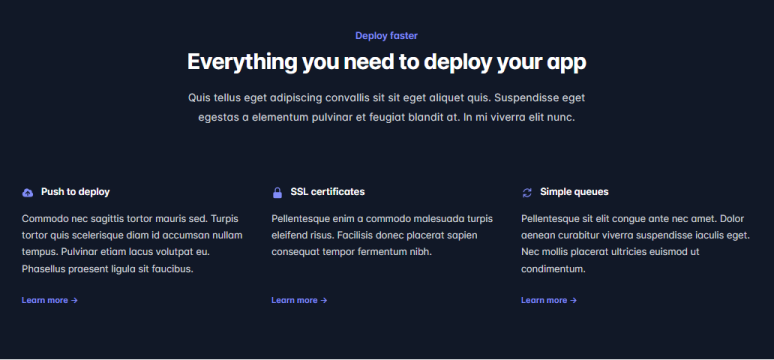 Deploy faster
Everything you need to deploy your app
Quis tellus eget adipiscing convallis sit sit eget aliquet quis. Suspendisse eget
egestas a elementum pulvinar et feugiat blandit at. In mi viverra elit nunc.
Push to deploy
Commodo nec sagittis tortor mauris sed. Turpis
tortor quis scelerisque diam id accumsan nullam
tempus. Pulvinar etiam lacus volutpat eu.
Phasellus praesent ligula sit faucibus.
Learn more →
SSL certificates
Pellentesque enim a commodo malesuada turpis
eleifend risus. Facilisis donec placerat sapien
consequat tempor fermentum nibh.
Learn more →
Simple queues
Pellentesque sit elit congue ante nec amet. Dolor
aenean curabitur viverra suspendisse iaculis eget.
Nec mollis placerat ultricies euismod ut
condimentum.
Learn more →